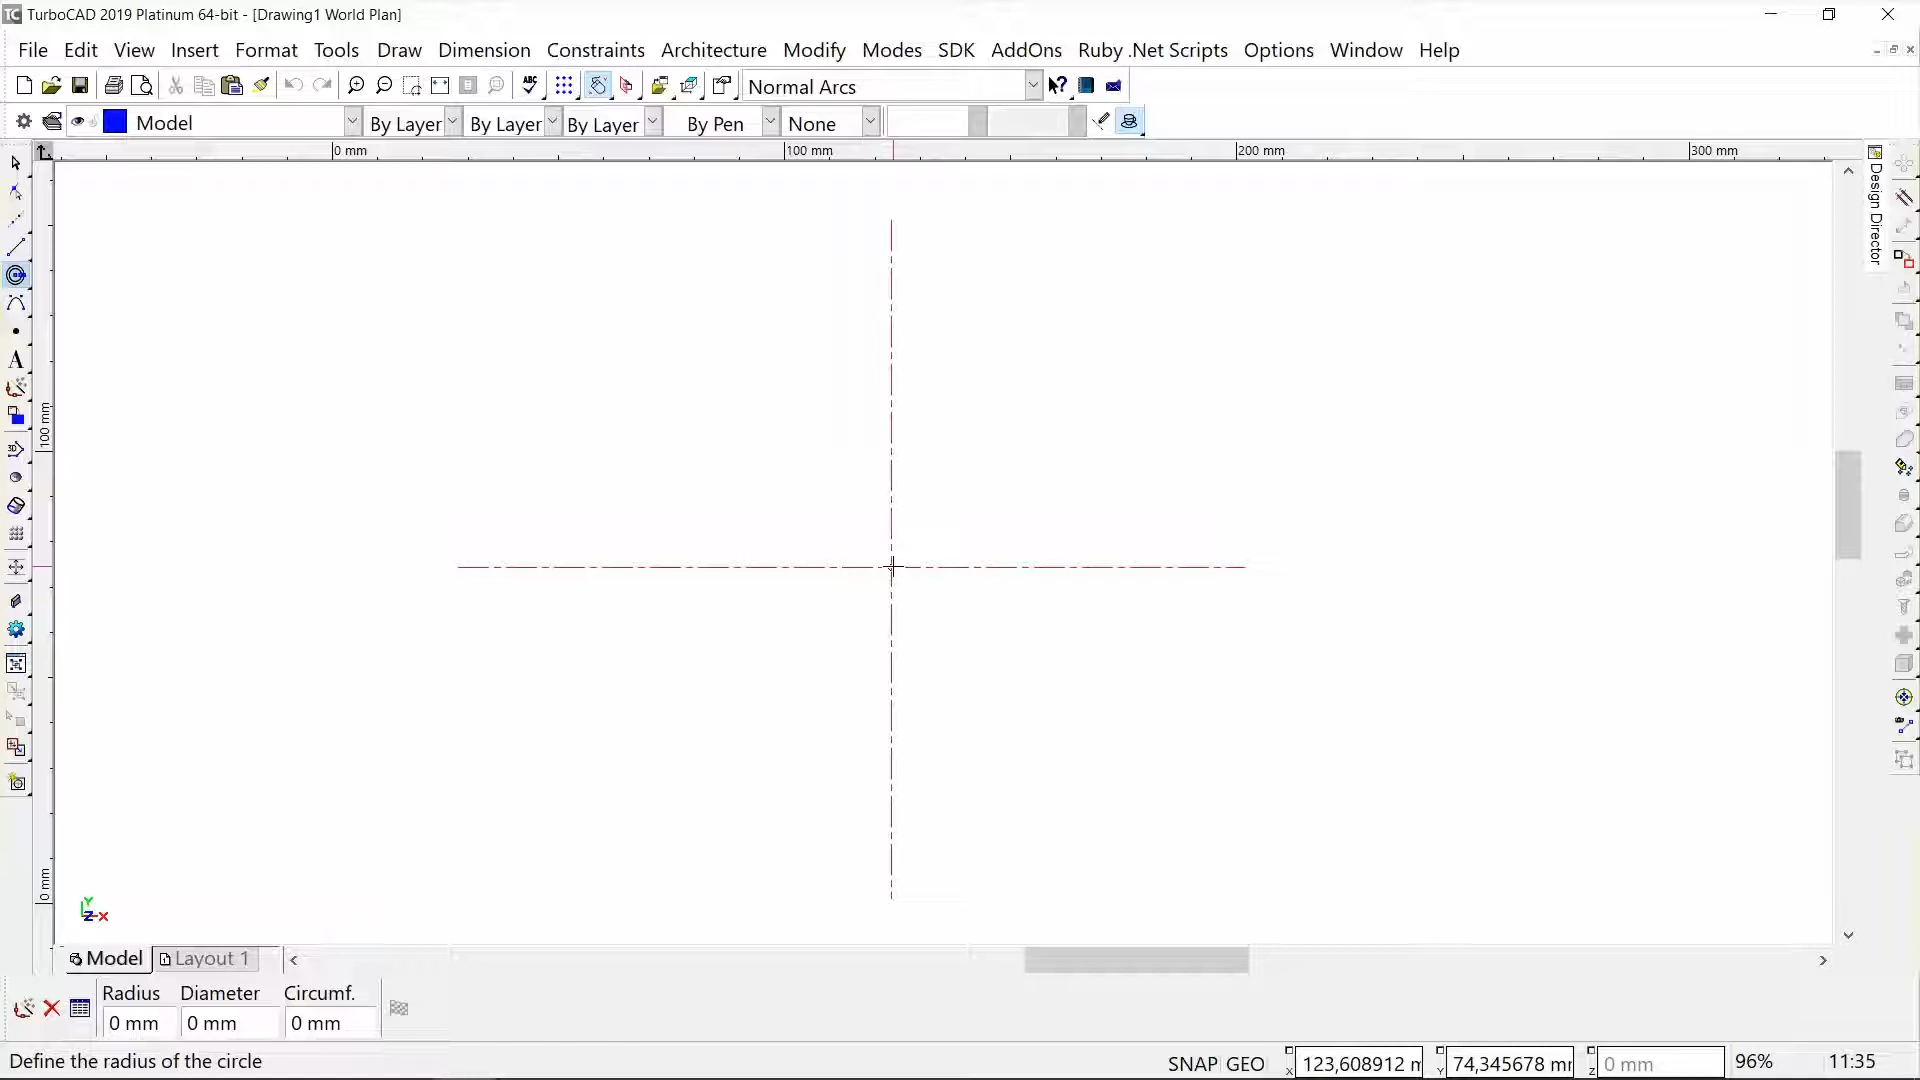 TC TurboCAD 2019 Platinum 64-bit - [Drawing1 World Plan]
File Edit View Insert Format Tools Draw Dimension Constraints Architecture Modify Modes SDK AddOns Ruby .Net Scripts Options Window Help
ABC Normal Arcs ?
Model By Layer By Layer By Layer By Pen None
0 mm 100 mm 200 mm 300 mm
Design Director
A
100 mm
3D
0 mm
Y
Z X
Model Layout 1
Radius Diameter Circumf.
0 mm 0 mm 0 mm
Define the radius of the circle
SNAP GEO X 123,608912 m Y 74,345678 mm Z 0 mm 96% 11:35